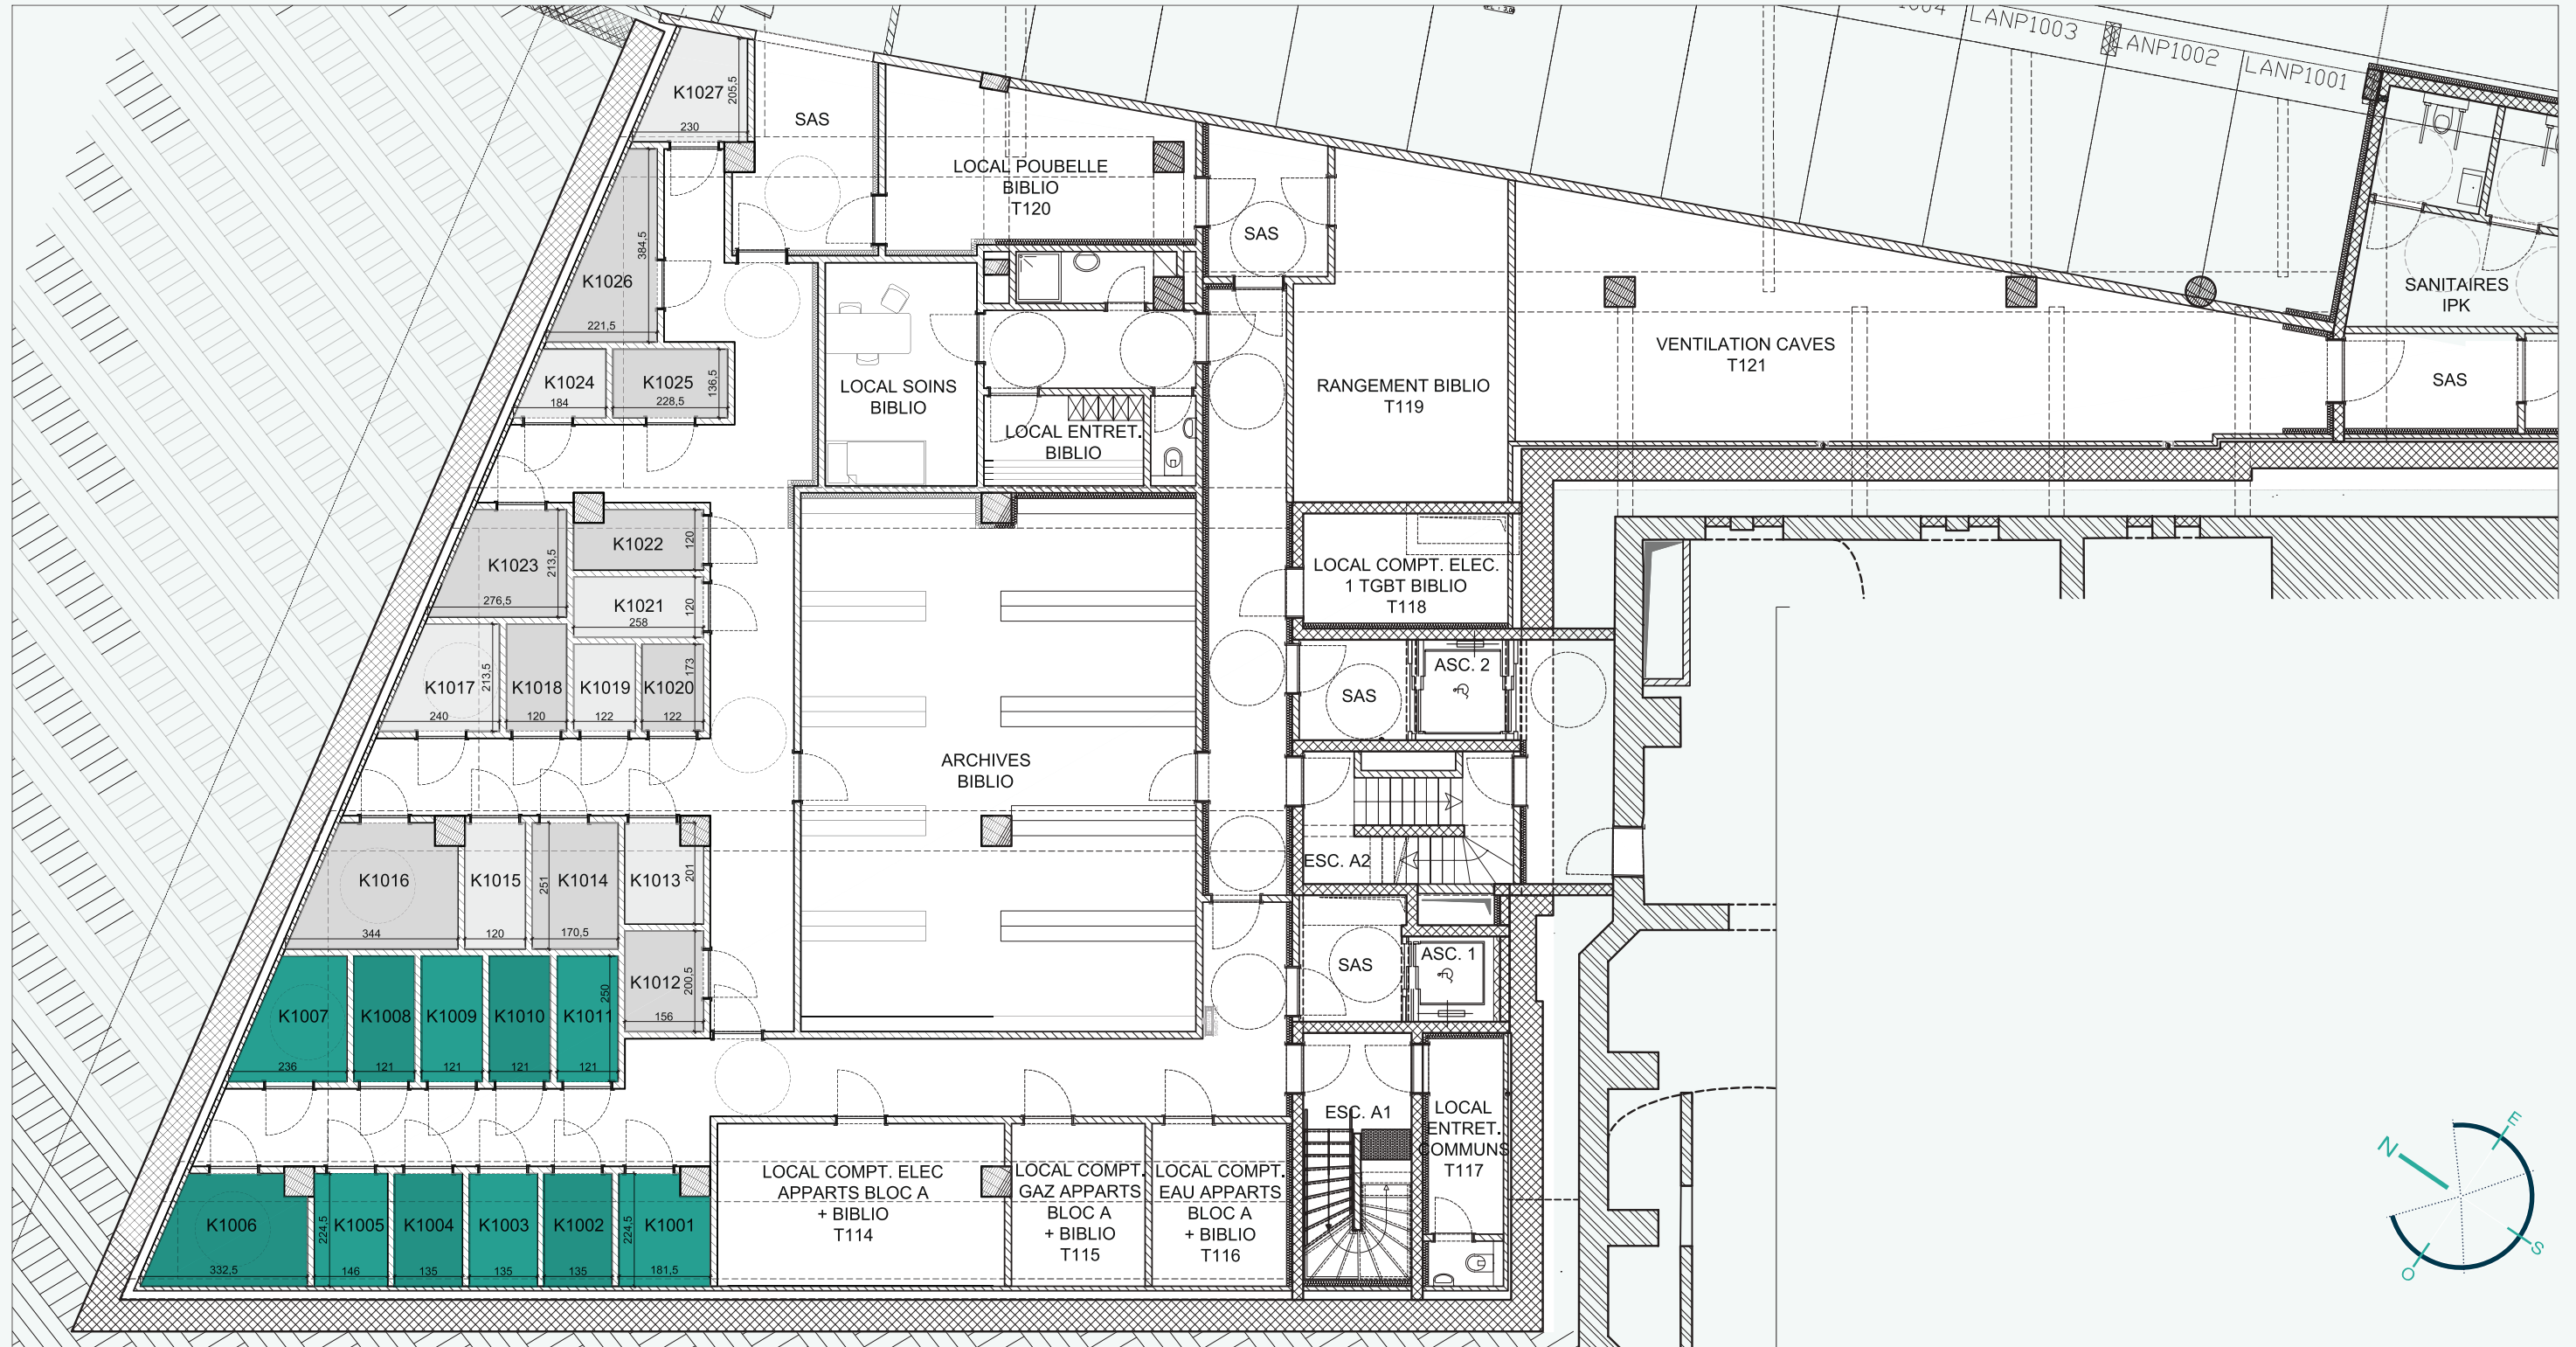 LANP1003
LANP1002
LANP1001
K1027
205,5
230
SAS
LOCAL POUBELLE
BIBLIO
T120
SAS
384,5
K1026
221,5
SANITAIRES
IPK
VENTILATION CAVES
T121
SAS
K1024
184
K1025
136,5
228,5
LOCAL SOINS
BIBLIO
RANGEMENT BIBLIO
T119
LOCAL ENTRET.
BIBLIO
K1023
213,5
276,5
K1022
120
K1021
120
258
LOCAL COMPT. ELEC.
1 TGBT BIBLIO
T118
K1017
213,5
240
K1018
120
K1019
122
K1020
173
122
SAS
ASC. 2
ARCHIVES
BIBLIO
ESC. A2
K1016
344
K1015
120
251
K1014
170,5
K1013
201
K1012
200,5
156
SAS
ASC. 1
K1007
236
K1008
121
K1009
121
K1010
121
K1011
250
121
ESC. A1
LOCAL
ENTRET.
COMMUNS
T117
K1006
332,5
224,5
K1005
146
K1004
135
K1003
135
K1002
135
224,5
K1001
181,5
LOCAL COMPT. ELEC
APPARTS BLOC A
+ BIBLIO
T114
LOCAL COMPT.
GAZ APPARTS
BLOC A
+ BIBLIO
T115
LOCAL COMPT.
EAU APPARTS
BLOC A
+ BIBLIO
T116
N
E
S
O